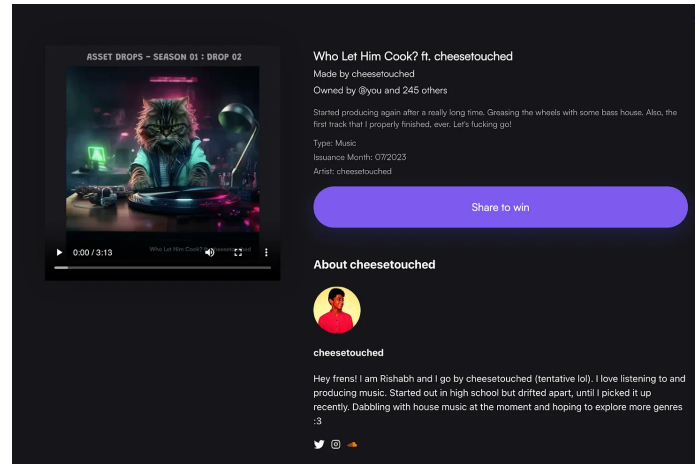 ASSET DROPS - SEASON 01 : DROP 02
0:00 / 3:13
Who Let Him Cook? ft. cheesetouched
Made by cheesetouched
Owned by @you and 245 others
Started producing again after a really long time. Greasing the wheels with some bass house. Also, the
first track that I properly finished, ever. Let's fucking go!
Type: Music
Issuance Month: 07/2023
Artist: cheesetouched
Share to win
About cheesetouched
cheesetouched
Hey frens! I am Rishabh and I go by cheesetouched (tentative lol). I love listening to and
producing music. Started out in high school but drifted apart, until I picked it up
recently. Dabbling with house music at the moment and hoping to explore more genres
:3